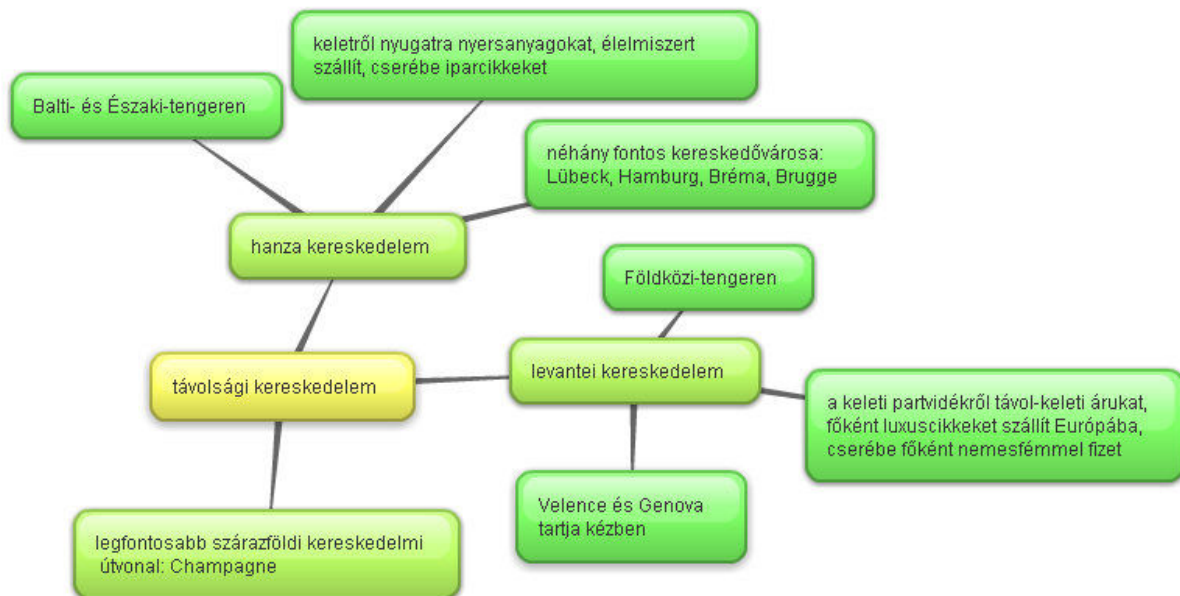 keletről nyugatra nyersanyagokat, élelmiszert
szállít, cserébe iparcikkeket
Balti- és Északi-tengeren
néhány fontos kereskedővárosa:
Lübeck, Hamburg, Bréma, Brugge
hanza kereskedelem
Földközi-tengeren
távolsági kereskedelem
levantei kereskedelem
a keleti partvidékről távol-keleti árukat,
főként luxuscikkeket szállít Európába,
cserébe főként nemesfémmel fizet
Velence és Genova
tartja kézben
legfontosabb szárazföldi kereskedelmi
útvonal: Champagne